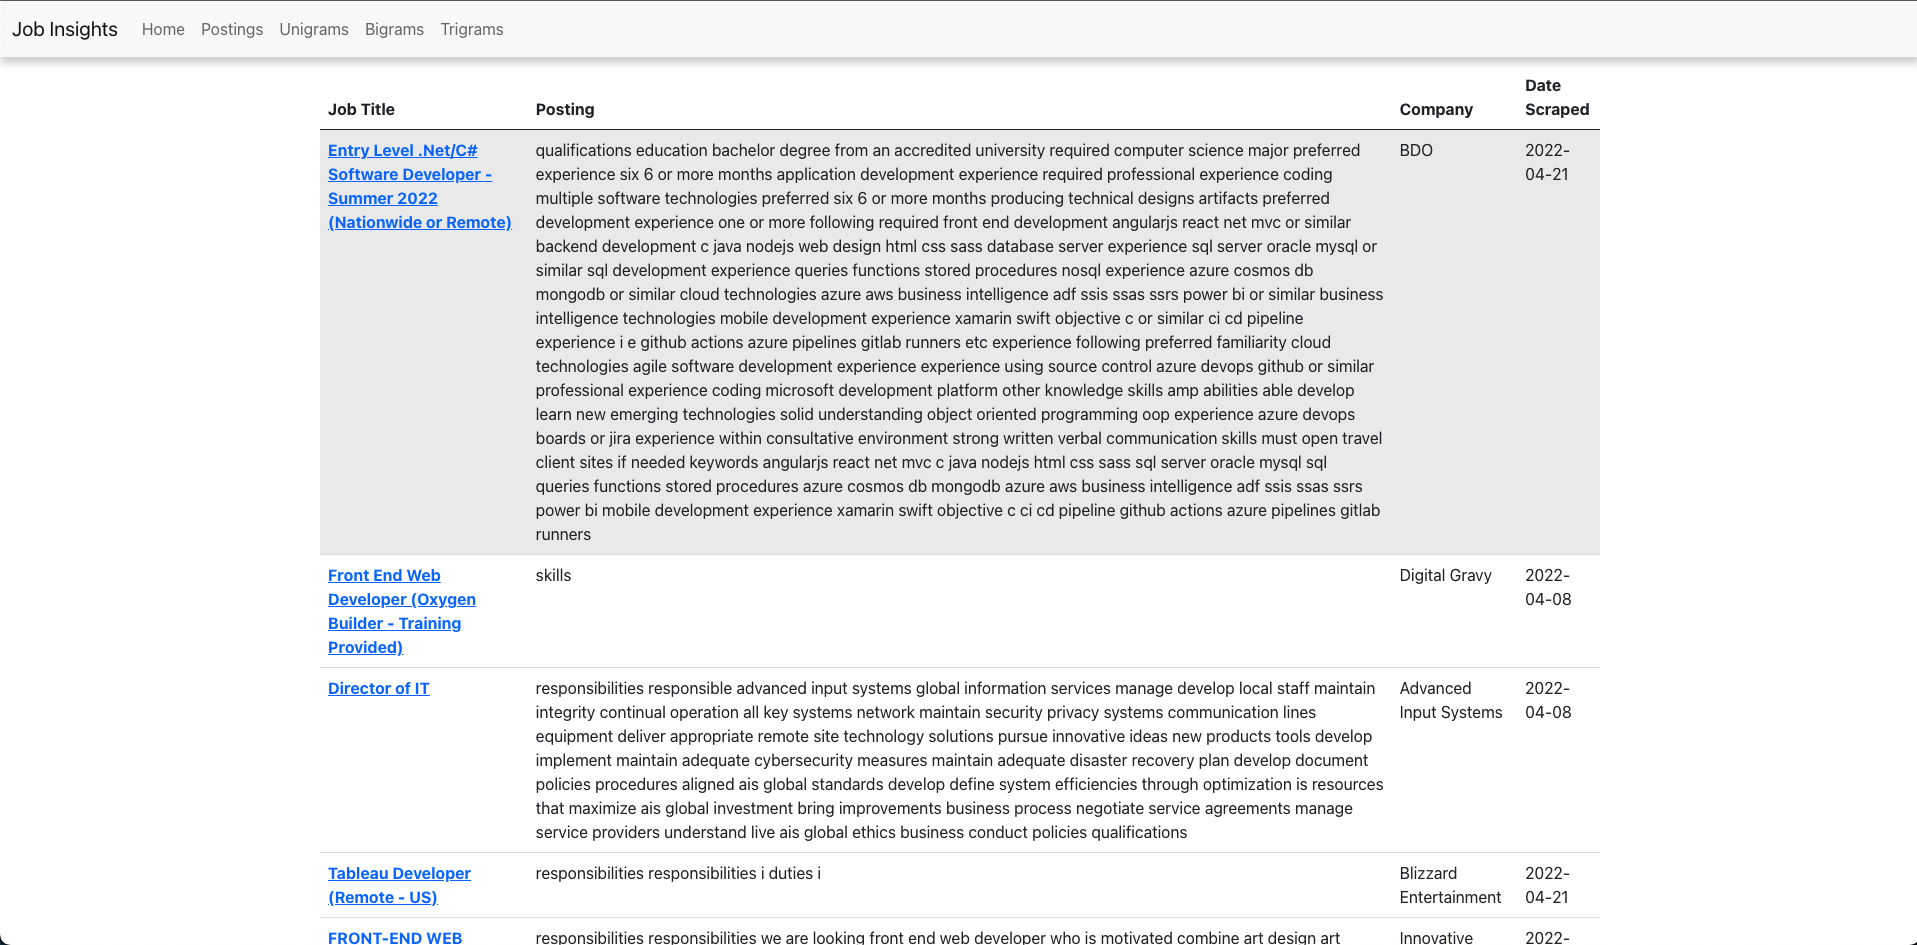 Job Insights Home Postings Unigrams Bigrams Trigrams
Job Title Posting Company Date Scraped
Entry Level .Net/C#
Software Developer -
Summer 2022
(Nationwide or Remote)
qualifications education bachelor degree from an accredited university required computer science major preferred
experience six 6 or more months application development experience required professional experience coding
multiple software technologies preferred six 6 or more months producing technical designs artifacts preferred
development experience one or more following required front end development angularjs react net mvc or similar
backend development c java nodejs web design html css sass database server experience sql server oracle mysql or
similar sql development experience queries functions stored procedures nosql experience azure cosmos db
mongodb or similar cloud technologies azure aws business intelligence adf ssis ssas ssrs power bi or similar business
intelligence technologies mobile development experience xamarin swift objective c or similar ci cd pipeline
experience i e github actions azure pipelines gitlab runners etc experience following preferred familiarity cloud
technologies agile software development experience experience using source control azure devops github or similar
professional experience coding microsoft development platform other knowledge skills amp abilities able develop
learn new emerging technologies solid understanding object oriented programming oop experience azure devops
boards or jira experience within consultative environment strong written verbal communication skills must open travel
client sites if needed keywords angularjs react net mvc c java nodejs html css sass sql server oracle mysql sql
queries functions stored procedures azure cosmos db mongodb azure aws business intelligence adf ssis ssas ssrs
power bi mobile development experience xamarin swift objective c ci cd pipeline github actions azure pipelines gitlab
runners
BDO
2022-
04-21
Front End Web
Developer (Oxygen
Builder - Training
Provided)
skills
Digital Gravy
2022-
04-08
Director of IT
responsibilities responsible advanced input systems global information services manage develop local staff maintain
integrity continual operation all key systems network maintain security privacy systems communication lines
equipment deliver appropriate remote site technology solutions pursue innovative ideas new products tools develop
implement maintain adequate cybersecurity measures maintain adequate disaster recovery plan develop document
policies procedures aligned ais global standards develop define system efficiencies through optimization is resources
that maximize ais global investment bring improvements business process negotiate service agreements manage
service providers understand live ais global ethics business conduct policies qualifications
Advanced
Input Systems
2022-
04-08
Tableau Developer
(Remote - US)
responsibilities responsibilities i duties i
Blizzard
Entertainment
2022-
04-21
FRONT-END WEB
responsibilities responsibilities we are looking front end web developer who is motivated combine art design art
Innovative
2022-